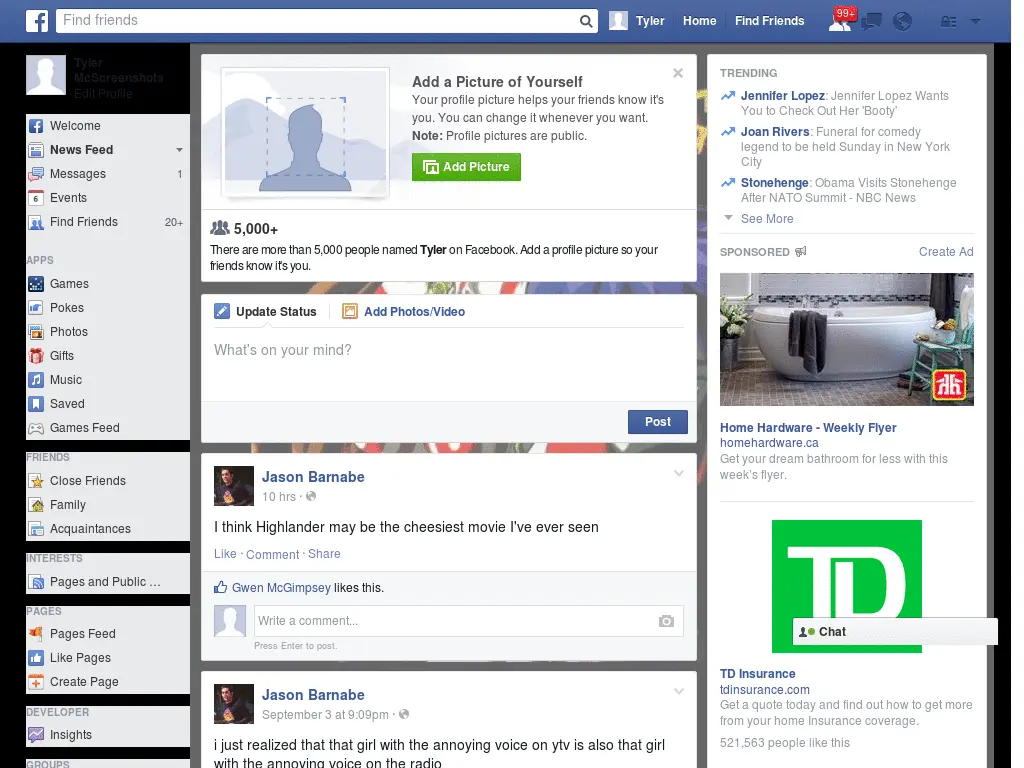 Find friends
Tyler
Home
Find Friends
99+
Tyler
McScreenshots
Edit Profile
Welcome
News Feed
Messages 1
6 Events
Find Friends 20+
APPS
Games
Pokes
Photos
Gifts
Music
Saved
Games Feed
FRIENDS
Close Friends
Family
Acquaintances
INTERESTS
Pages and Public ...
PAGES
Pages Feed
Like Pages
Create Page
DEVELOPER
Insights
GROUPS
Add a Picture of Yourself
Your profile picture helps your friends know it's
you. You can change it whenever you want.
Note: Profile pictures are public.
Add Picture
5,000+
There are more than 5,000 people named Tyler on Facebook. Add a profile picture so your
friends know it's you.
Update Status
Add Photos/Video
What's on your mind?
Post
Jason Barnabe
10 hrs ·
I think Highlander may be the cheesiest movie I've ever seen
Like · Comment · Share
Gwen McGimpsey likes this.
Write a comment...
Press Enter to post.
Jason Barnabe
September 3 at 9:09pm ·
i just realized that that girl with the annoying voice on ytv is also that girl
with the annoying voice on the radio
TRENDING
Jennifer Lopez: Jennifer Lopez Wants
You to Check Out Her 'Booty'
Joan Rivers: Funeral for comedy
legend to be held Sunday in New York
City
Stonehenge: Obama Visits Stonehenge
After NATO Summit - NBC News
See More
SPONSORED
Create Ad
Home Hardware - Weekly Flyer
homehardware.ca
Get your dream bathroom for less with this
week's flyer.
TD
Chat
TD Insurance
tdinsurance.com
Get a quote today and find out how to get more
from your home Insurance coverage.
521,563 people like this